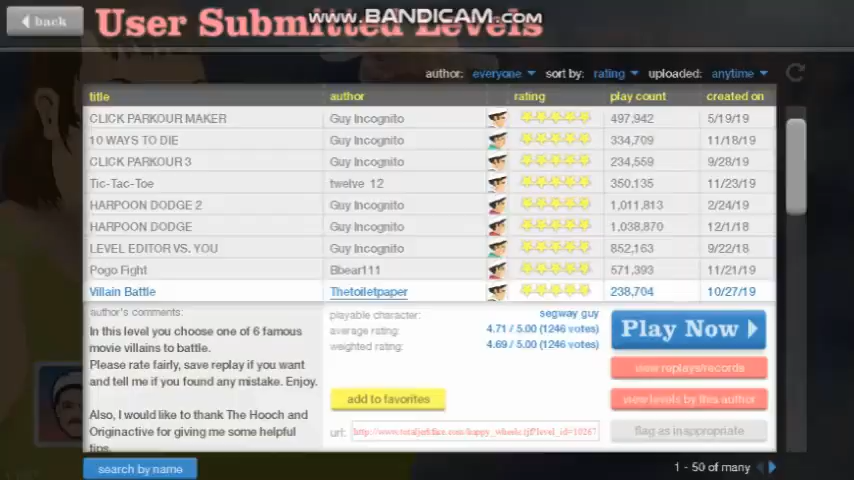 back
User Submitted Levels
www.BANDICAM.com
author: everyone sort by: rating uploaded: anytime
title author rating play count created on
CLICK PARKOUR MAKER Guy Incognito 497,942 5/19/19
10 WAYS TO DIE Guy Incognito 334,709 11/18/19
CLICK PARKOUR 3 Guy Incognito 234,559 9/28/19
Tic-Tac-Toe twelve 12 350,135 11/23/19
HARPOON DODGE 2 Guy Incognito 1,011,813 2/24/19
HARPOON DODGE Guy Incognito 1,038,870 12/1/18
LEVEL EDITOR VS. YOU Guy Incognito 852,163 9/22/18
Pogo Fight Bbear111 571,393 11/21/19
Villain Battle Thetoiletpaper 238,704 10/27/19
author's comments:
In this level you choose one of 6 famous
movie villains to battle.
Please rate fairly, save replay if you want
and tell me if you found any mistake. Enjoy.
Also, I would like to thank The Hooch and
Originactive for giving me some helpful
tips.
playable character: segway guy
average rating: 4.71 / 5.00 (1246 votes)
weighted rating: 4.69 / 5.00 (1246 votes)
add to favorites
url:
Play Now
view replays/records
view levels by this author
flag as inappropriate
search by name
1 - 50 of many